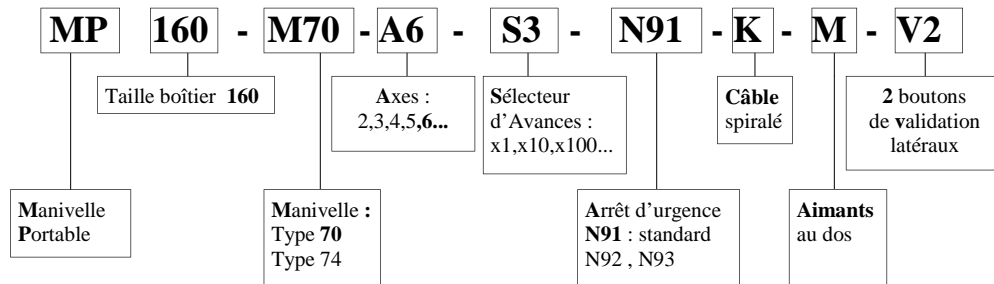 MP 160 - M70 - A6 - S3 - N91 - K - M - V2
Taille boîtier 160
Axes :
2,3,4,5,6...
Sélecteur
d'Avances :
x1,x10,x100...
Câble
spiralé
2 boutons
de validation
latéraux
Manivelle
Portable
Manivelle :
Type 70
Type 74
Arrêt d'urgence
N91 : standard
N92 , N93
Aimants
au dos